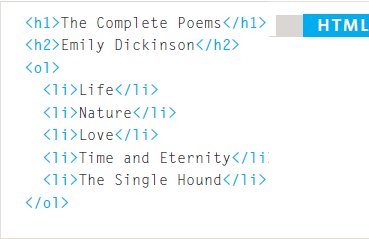 <h1>The Complete Poems</h1>
HTML
<h2>Emily Dickinson</h2>
<ol>
<li>Life</li>
<li>Nature</li>
<li>Love</li>
<li>Time and Eternity</li
<li>The Single Hound</li>
</ol>